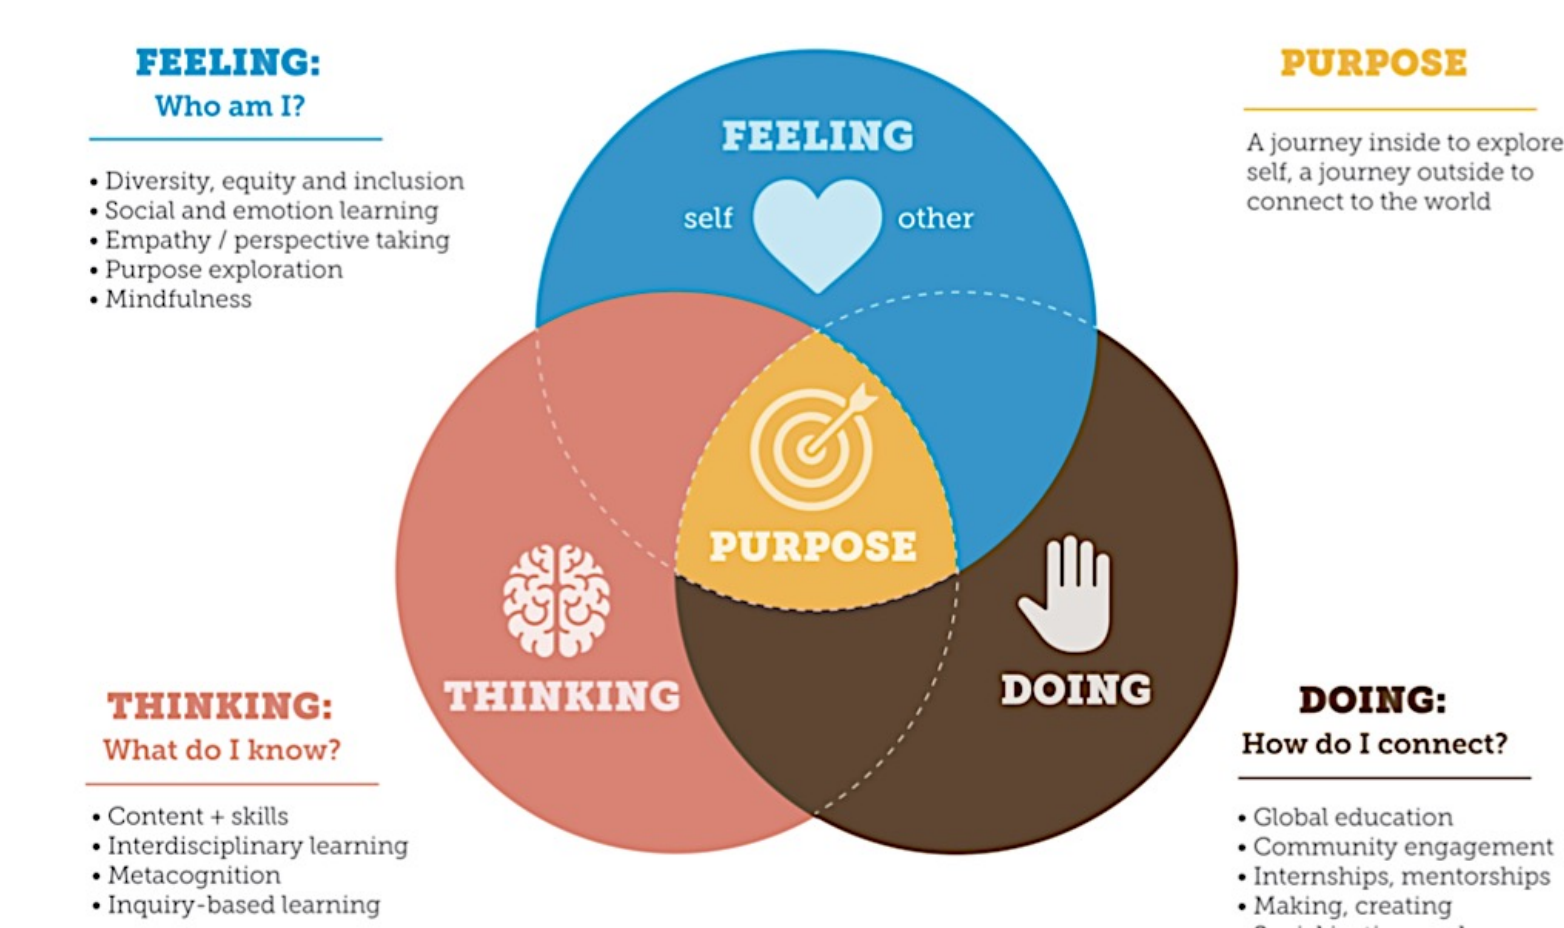 FEELING:
Who am I?
• Diversity, equity and inclusion
• Social and emotion learning
• Empathy / perspective taking
• Purpose exploration
• Mindfulness
FEELING
self
other
PURPOSE
A journey inside to explore
self, a journey outside to
connect to the world
PURPOSE
THINKING
DOING
THINKING:
What do I know?
• Content + skills
• Interdisciplinary learning
• Metacognition
• Inquiry-based learning
DOING:
How do I connect?
• Global education
• Community engagement
• Internships, mentorships
• Making, creating